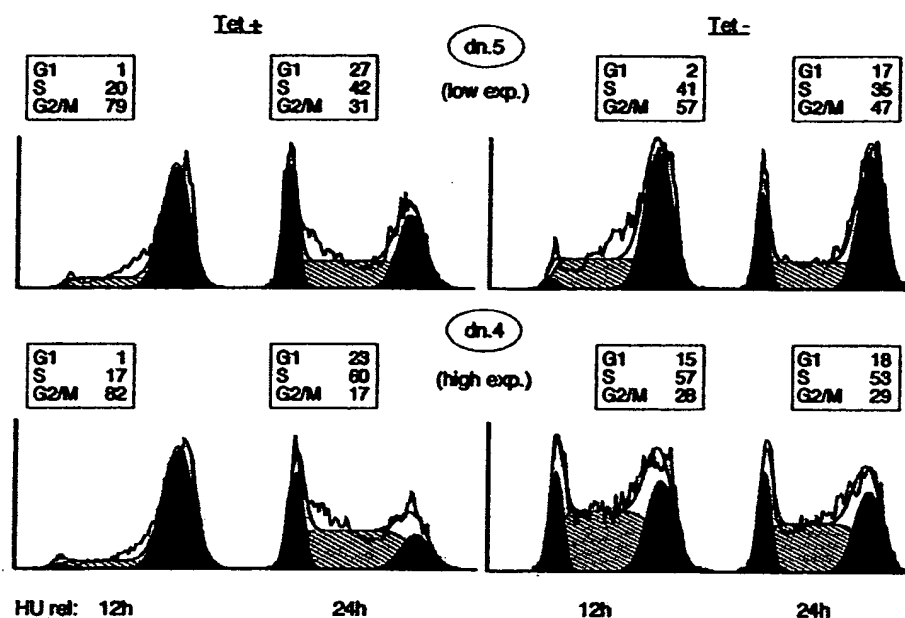 Tet+ Tet-
dn.5
(low exp.)
G1 1
S 20
G2/M 79
G1 27
S 42
G2/M 31
G1 2
S 41
G2/M 57
G1 17
S 35
G2/M 47
dn.4
(high exp.)
G1 1
S 17
G2/M 82
G1 23
S 60
G2/M 17
G1 15
S 57
G2/M 28
G1 18
S 53
G2/M 29
HU rel: 12h 24h 12h 24h